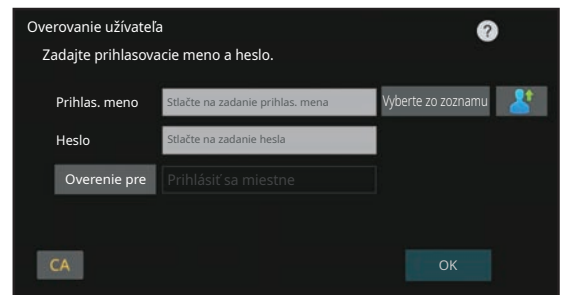 Overovanie užívateľa
?
Zadajte prihlasovacie meno a heslo.
Prihlas. meno
Stlačte na zadanie prihlas. mena
Vyberte zo zoznamu
Heslo
Stlačte na zadanie hesla
Overenie pre
Prihlásiť sa miestne
CA
OK